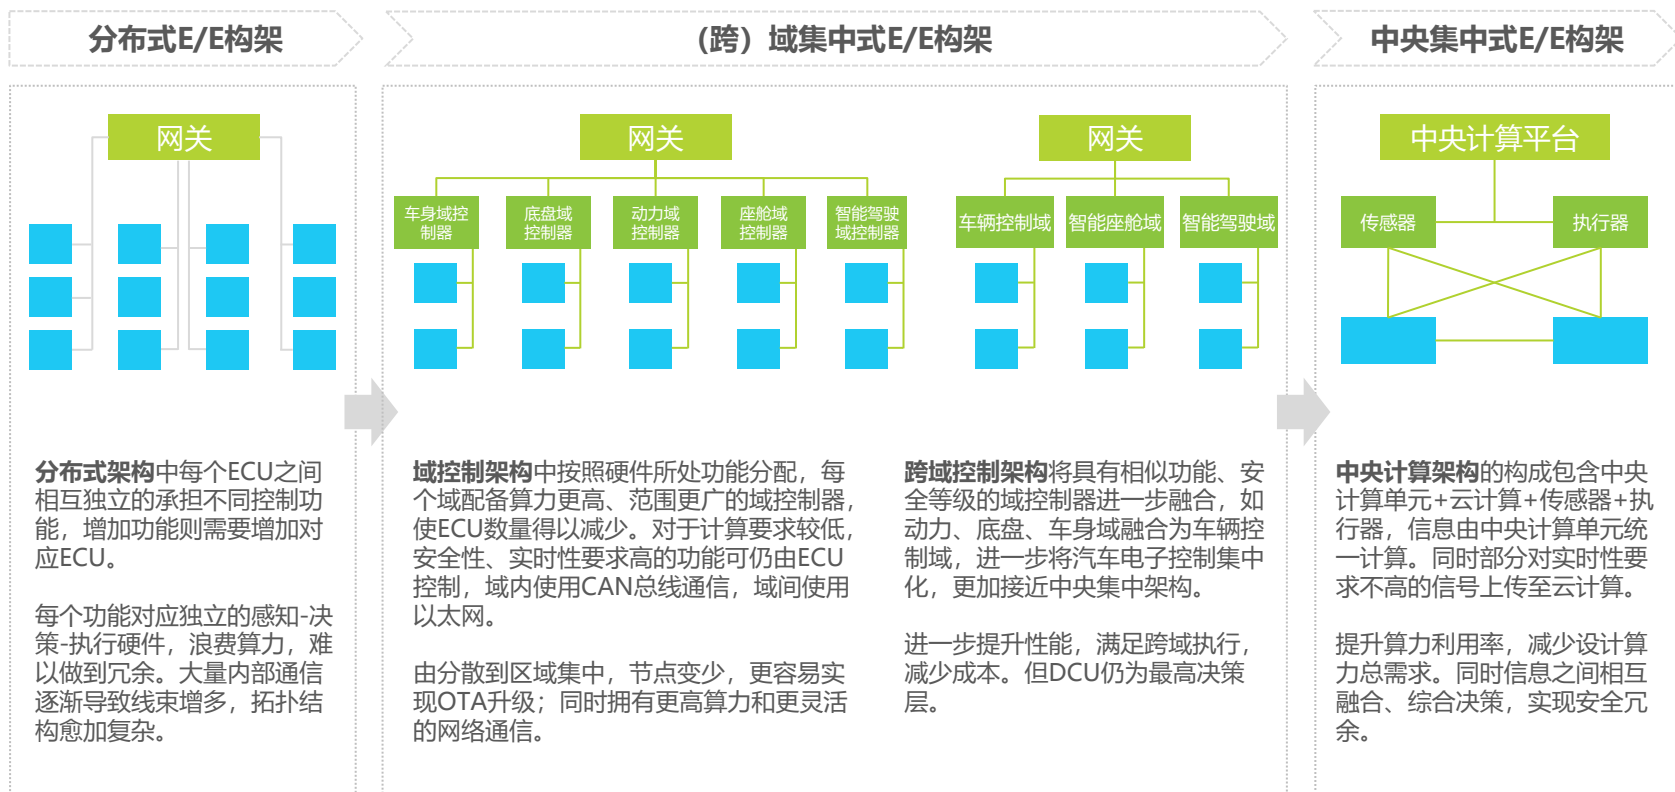 分布式E/E构架
（跨）域集中式E/E构架
中央集中式E/E构架
网关
网关
车身域控
制器
底盘域
控制器
动力域
控制器
座舱域
控制器
智能驾驶
域控制器
网关
车辆控制域
智能座舱域
智能驾驶域
中央计算平台
传感器
执行器
分布式架构中每个ECU之间
相互独立的承担不同控制功
能，增加功能则需要增加对
应ECU。
每个功能对应独立的感知-决
策-执行硬件，浪费算力，难
以做到冗余。大量内部通信
逐渐导致线束增多，拓扑结
构愈加复杂。
域控制架构中按照硬件所处功能分配，每
个域配备算力更高、范围更广的域控制器，
使ECU数量得以减少。对于计算要求较低，
安全性、实时性要求高的功能可仍由ECU
控制，域内使用CAN总线通信，域间使用
以太网。
由分散到区域集中，节点变少，更容易实
现OTA升级；同时拥有更高算力和更灵活
的网络通信。
跨域控制架构将具有相似功能、安
全等级的域控制器进一步融合，如
动力、底盘、车身域融合为车辆控
制域，进一步将汽车电子控制集中
化，更加接近中央集中架构。
进一步提升性能，满足跨域执行，
减少成本。但DCU仍为最高决策
层。
中央计算架构的构成包含中央
计算单元+云计算+传感器+执
行器，信息由中央计算单元统
一计算。同时部分对实时性要
求不高的信号上传至云计算。
提升算力利用率，减少设计算
力总需求。同时信息之间相互
融合、综合决策，实现安全冗
余。